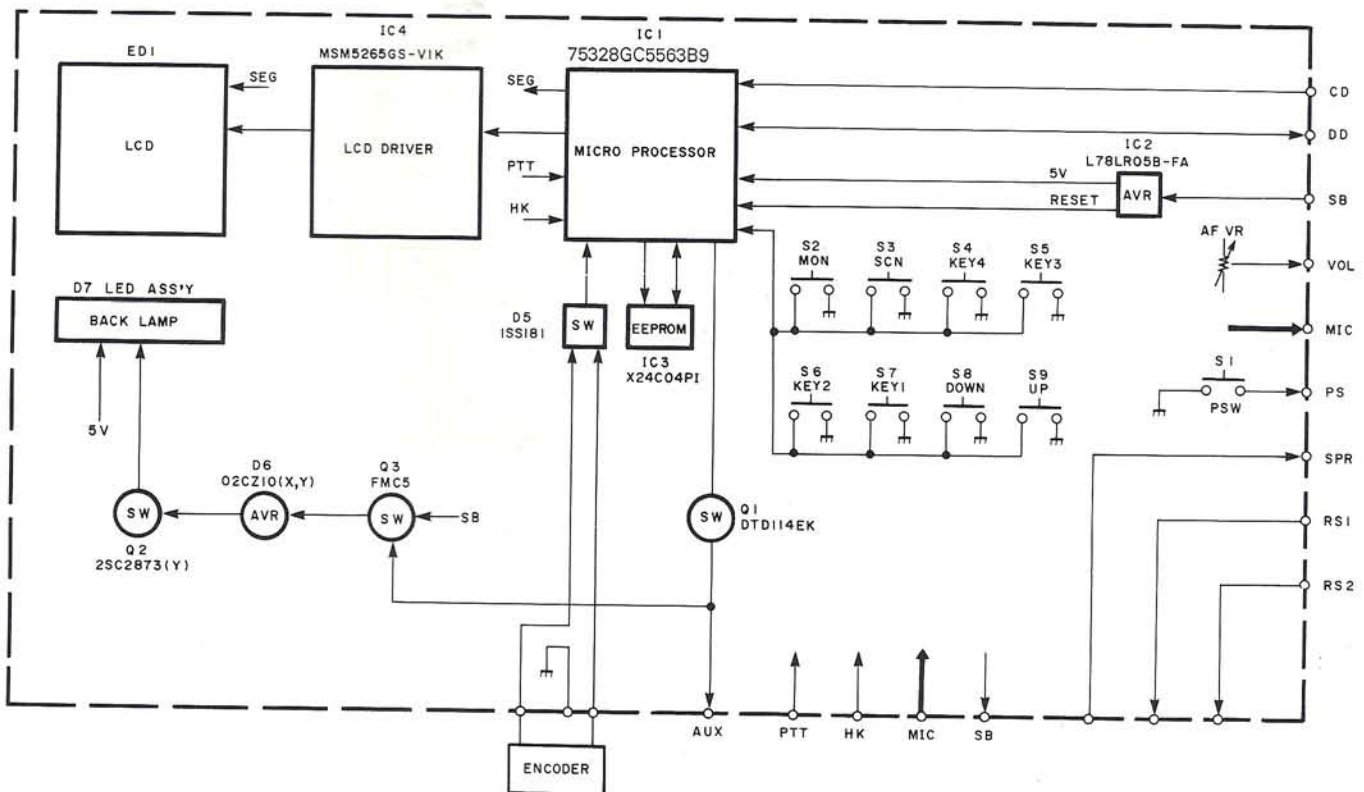 ED1
LCD
SEG
IC4
MSM5265GS-V1K
LCD DRIVER
IC1
75328GC5563B9
MICRO PROCESSOR
SEG
PTT
HK
CD
DD
IC2
L78LR05B-FA
5V
RESET
AVR
SB
AF VR
VOL
MIC
S1
PSW
PS
SPR
RS1
RS2
S2
MON
S3
SCN
S4
KEY4
S5
KEY3
S6
KEY2
S7
KEY1
S8
DOWN
S9
UP
D7 LED ASS'Y
BACK LAMP
5V
D5
1SS181
SW
EEPROM
IC3
X24C04PI
SW
Q2
2SC2873(Y)
D6
02CZ10(X,Y)
AVR
Q3
FMC5
SW
SB
SW
Q1
DTD114EK
ENCODER
AUX
PTT
HK
MIC
SB